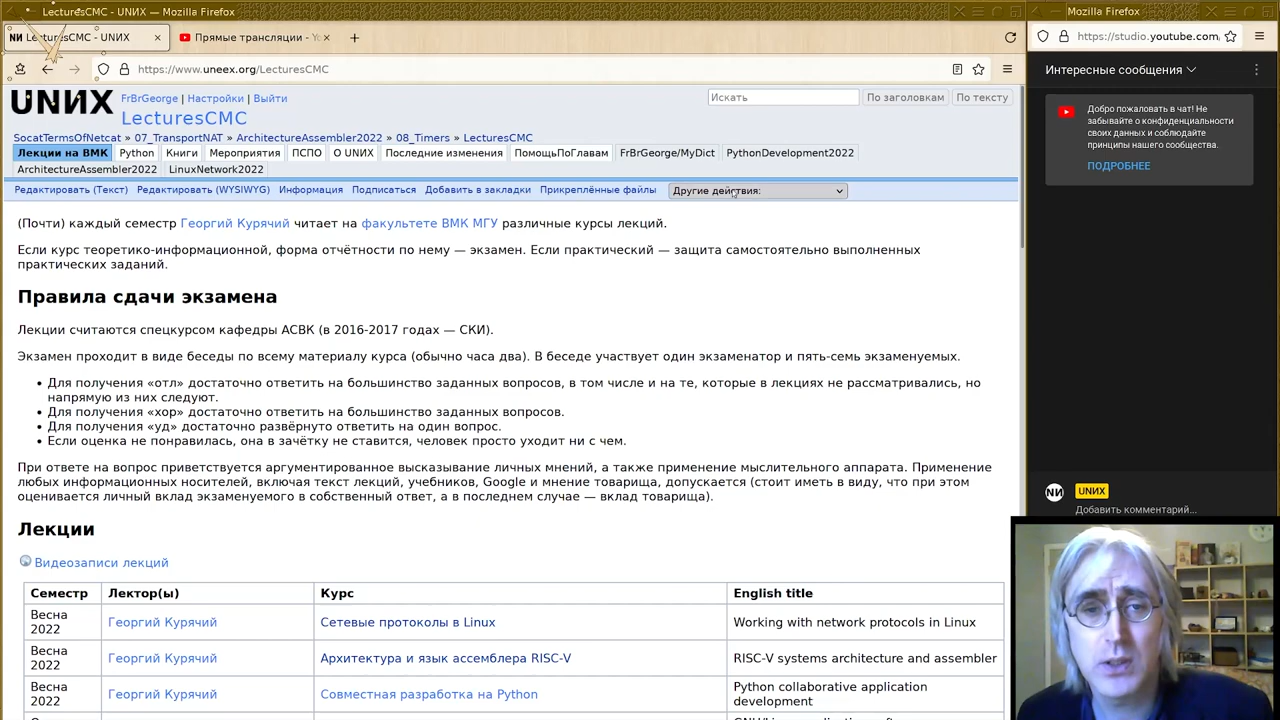 LecturesCMC - UNИX — Mozilla Firefox
Mozilla Firefox
NИ LecturesCMC - UNИX
Прямые трансляции - Yo
https://studio.youtube.com
https://www.uneex.org/LecturesCMC
Интересные сообщения
UNИX
FrBrGeorge | Настройки | Выйти
Искать
По заголовкам
По тексту
LecturesCMC
SocatTermsOfNetcat » 07_TransportNAT » ArchitectureAssembler2022 » 08_Timers » LecturesCMC
Лекции на ВМК Python Книги Мероприятия ПСПО О UNИX Последние изменения ПомощьПоГлавам FrBrGeorge/MyDict PythonDevelopment2022
ArchitectureAssembler2022 LinuxNetwork2022
Редактировать (Текст) Редактировать (WYSIWYG) Информация Подписаться Добавить в закладки Прикреплённые файлы Другие действия:
(Почти) каждый семестр Георгий Курячий читает на факультете ВМК МГУ различные курсы лекций.
Если курс теоретико-информационной, форма отчётности по нему — экзамен. Если практический — защита самостоятельно выполненных
практических заданий.
Правила сдачи экзамена
Лекции считаются спецкурсом кафедры АСВК (в 2016-2017 годах — СКИ).
Экзамен проходит в виде беседы по всему материалу курса (обычно часа два). В беседе участвует один экзаменатор и пять-семь экзаменуемых.
• Для получения «отл» достаточно ответить на большинство заданных вопросов, в том числе и на те, которые в лекциях не рассматривались, но
напрямую из них следуют.
• Для получения «хор» достаточно ответить на большинство заданных вопросов.
• Для получения «уд» достаточно развёрнуто ответить на один вопрос.
• Если оценка не понравилась, она в зачётку не ставится, человек просто уходит ни с чем.
При ответе на вопрос приветствуется аргументированное высказывание личных мнений, а также применение мыслительного аппарата. Применение
любых информационных носителей, включая текст лекций, учебников, Google и мнение товарища, допускается (стоит иметь в виду, что при этом
оценивается личный вклад экзаменуемого в собственный ответ, а в последнем случае — вклад товарища).
Лекции
Видеозаписи лекций
Семестр Лектор(ы) Курс English title
Весна
2022 Георгий Курячий Сетевые протоколы в Linux Working with network protocols in Linux
Весна
2022 Георгий Курячий Архитектура и язык ассемблера RISC-V RISC-V systems architecture and assembler
Весна
2022 Георгий Курячий Совместная разработка на Python Python collaborative application
development
Добро пожаловать в чат! Не
забывайте о конфиденциальности
своих данных и соблюдайте
принципы нашего сообщества.
ПОДРОБНЕЕ
NИ UNИX
Добавить комментарий...